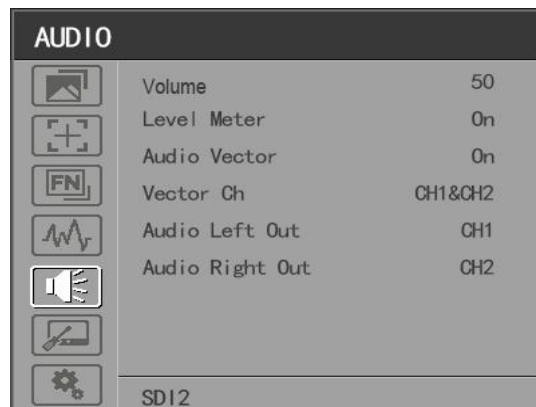 AUDIO
Volume 50
Level Meter On
Audio Vector On
FN
Vector Ch CH1&CH2
Audio Left Out CH1
Audio Right Out CH2
SDI2